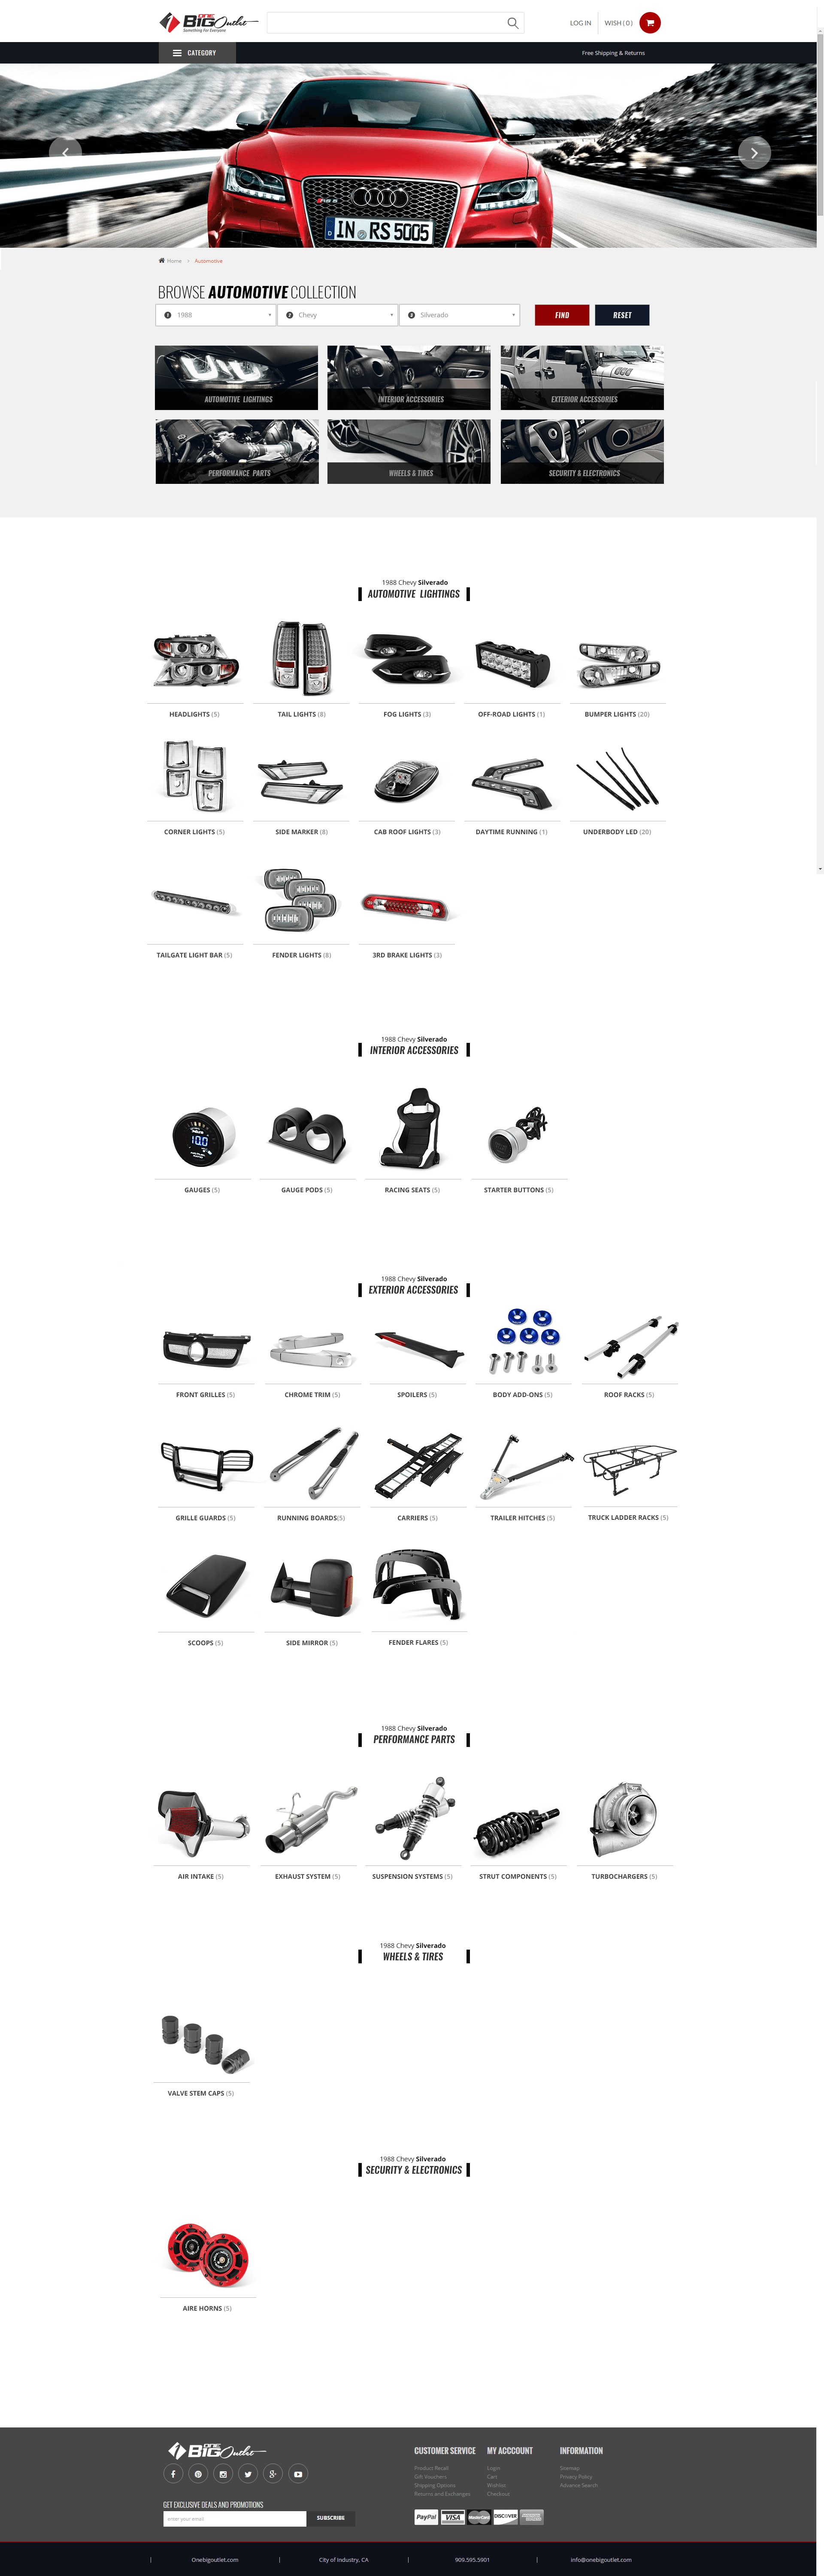 ONE
BIG Outlet
Something For Everyone
LOG IN
WISH ( 0 )
CATEGORY
Free Shipping & Returns
RS 5
D IN RS 5005
Home > Automotive
BROWSE AUTOMOTIVE COLLECTION
1988
Chevy
Silverado
FIND
RESET
AUTOMOTIVE LIGHTINGS
INTERIOR ACCESSORIES
EXTERIOR ACCESSORIES
PERFORMANCE PARTS
WHEELS & TIRES
SECURITY & ELECTRONICS
1988 Chevy Silverado
AUTOMOTIVE LIGHTINGS
HEADLIGHTS (5)
TAIL LIGHTS (8)
FOG LIGHTS (3)
OFF-ROAD LIGHTS (1)
BUMPER LIGHTS (20)
CORNER LIGHTS (5)
SIDE MARKER (8)
CAB ROOF LIGHTS (3)
DAYTIME RUNNING (1)
UNDERBODY LED (20)
TAILGATE LIGHT BAR (5)
FENDER LIGHTS (8)
3RD BRAKE LIGHTS (3)
1988 Chevy Silverado
INTERIOR ACCESSORIES
10.0
GAUGES (5)
GAUGE PODS (5)
RACING SEATS (5)
STARTER BUTTONS (5)
1988 Chevy Silverado
EXTERIOR ACCESSORIES
FRONT GRILLES (5)
CHROME TRIM (5)
SPOILERS (5)
BODY ADD-ONS (5)
ROOF RACKS (5)
GRILLE GUARDS (5)
RUNNING BOARDS(5)
CARRIERS (5)
TRAILER HITCHES (5)
TRUCK LADDER RACKS (5)
SCOOPS (5)
SIDE MIRROR (5)
FENDER FLARES (5)
1988 Chevy Silverado
PERFORMANCE PARTS
AIR INTAKE (5)
EXHAUST SYSTEM (5)
SUSPENSION SYSTEMS (5)
STRUT COMPONENTS (5)
TURBOCHARGERS (5)
1988 Chevy Silverado
WHEELS & TIRES
VALVE STEM CAPS (5)
1988 Chevy Silverado
SECURITY & ELECTRONICS
AIRE HORNS (5)
ONE
BIG Outlet
GET EXCLUSIVE DEALS AND PROMOTIONS
enter your email
SUBSCRIBE
CUSTOMER SERVICE
Product Recall
Gift Vouchers
Shipping Options
Returns and Exchanges
MY ACCCOUNT
Login
Cart
Wishlist
Checkout
INFORMATION
Sitemap
Privacy Policy
Advance Search
PayPal
VISA
MasterCard
DISCOVER
Onebigoutlet.com
City of Industry, CA
909.595.5901
info@onebigoutlet.com